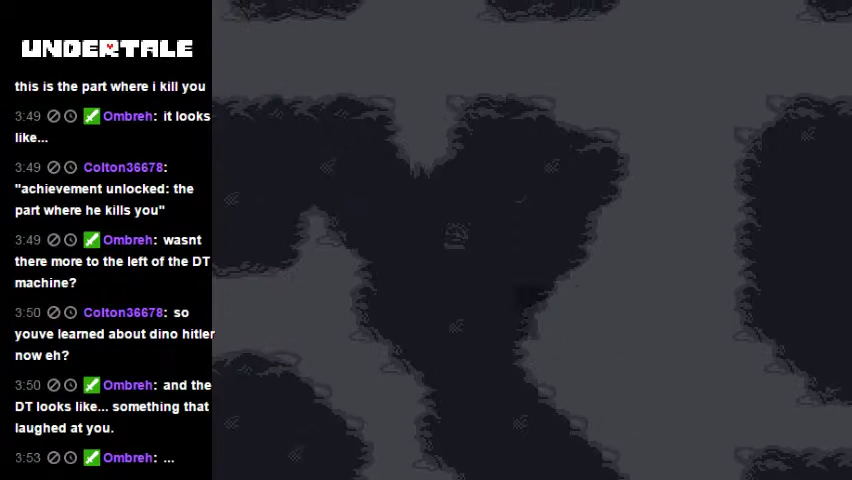 UNDERTALE
this is the part where i kill you
3:49 Ombreh: it looks
like...
3:49 Colton36678:
"achievement unlocked: the
part where he kills you"
3:49 Ombreh: wasnt
there more to the left of the DT
machine?
3:50 Colton36678: so
youve learned about dino hitler
now eh?
3:50 Ombreh: and the
DT looks like... something that
laughed at you.
3:53 Ombreh: ...